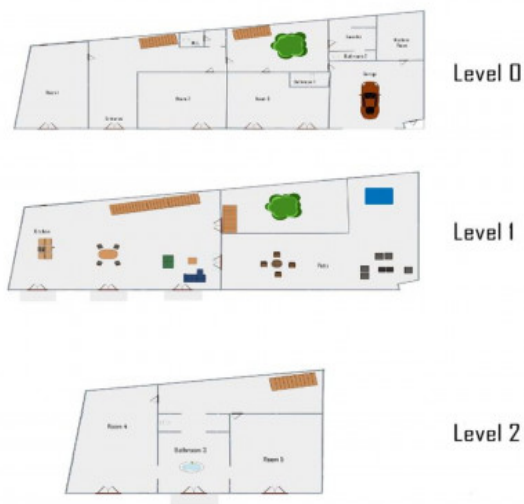 Level 0
Room 1
Entrance
Room 2
Room 3
Bathroom 1
Bathroom 2
Laundry
Garage
Level 1
Kitchen
Patio
Level 2
Room 4
Bathroom 3
Room 5